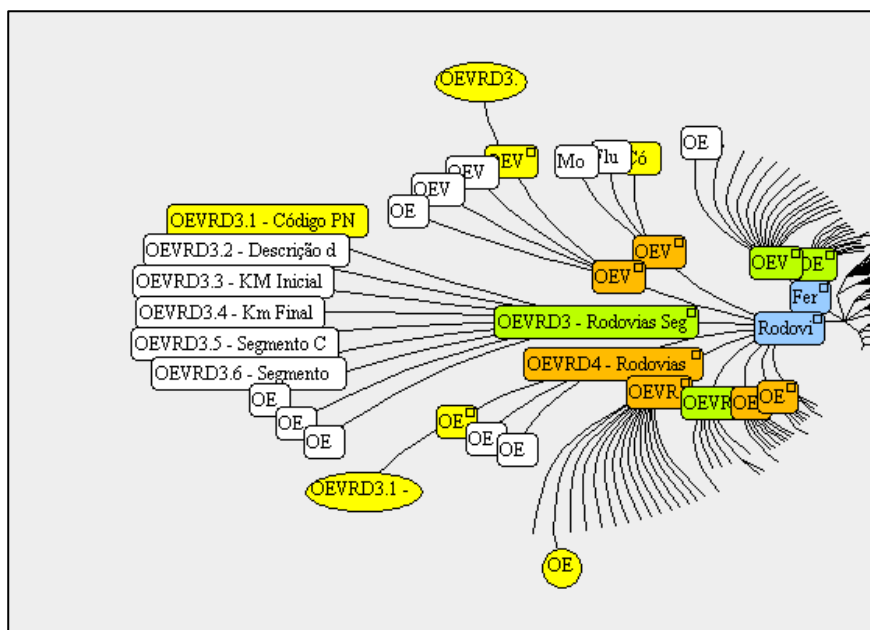 OEVRD3.
OEV
OEV
OEV
OE
Mo
Flu
Có
OE
OEVRD3.1 - Código PN
OEVRD3.2 - Descrição d
OEVRD3.3 - KM Inicial
OEVRD3.4 - Km Final
OEVRD3.5 - Segmento C
OEVRD3.6 - Segmento
OE
OE
OE
OEV
OEV
OEV
OE
Fer
Rodovi
OEVRD3 - Rodovias Seg
OEVRD4 - Rodovias
OEVR
OEVR
OE
OE
OE
OE
OE
OEVRD3.1 -
OE